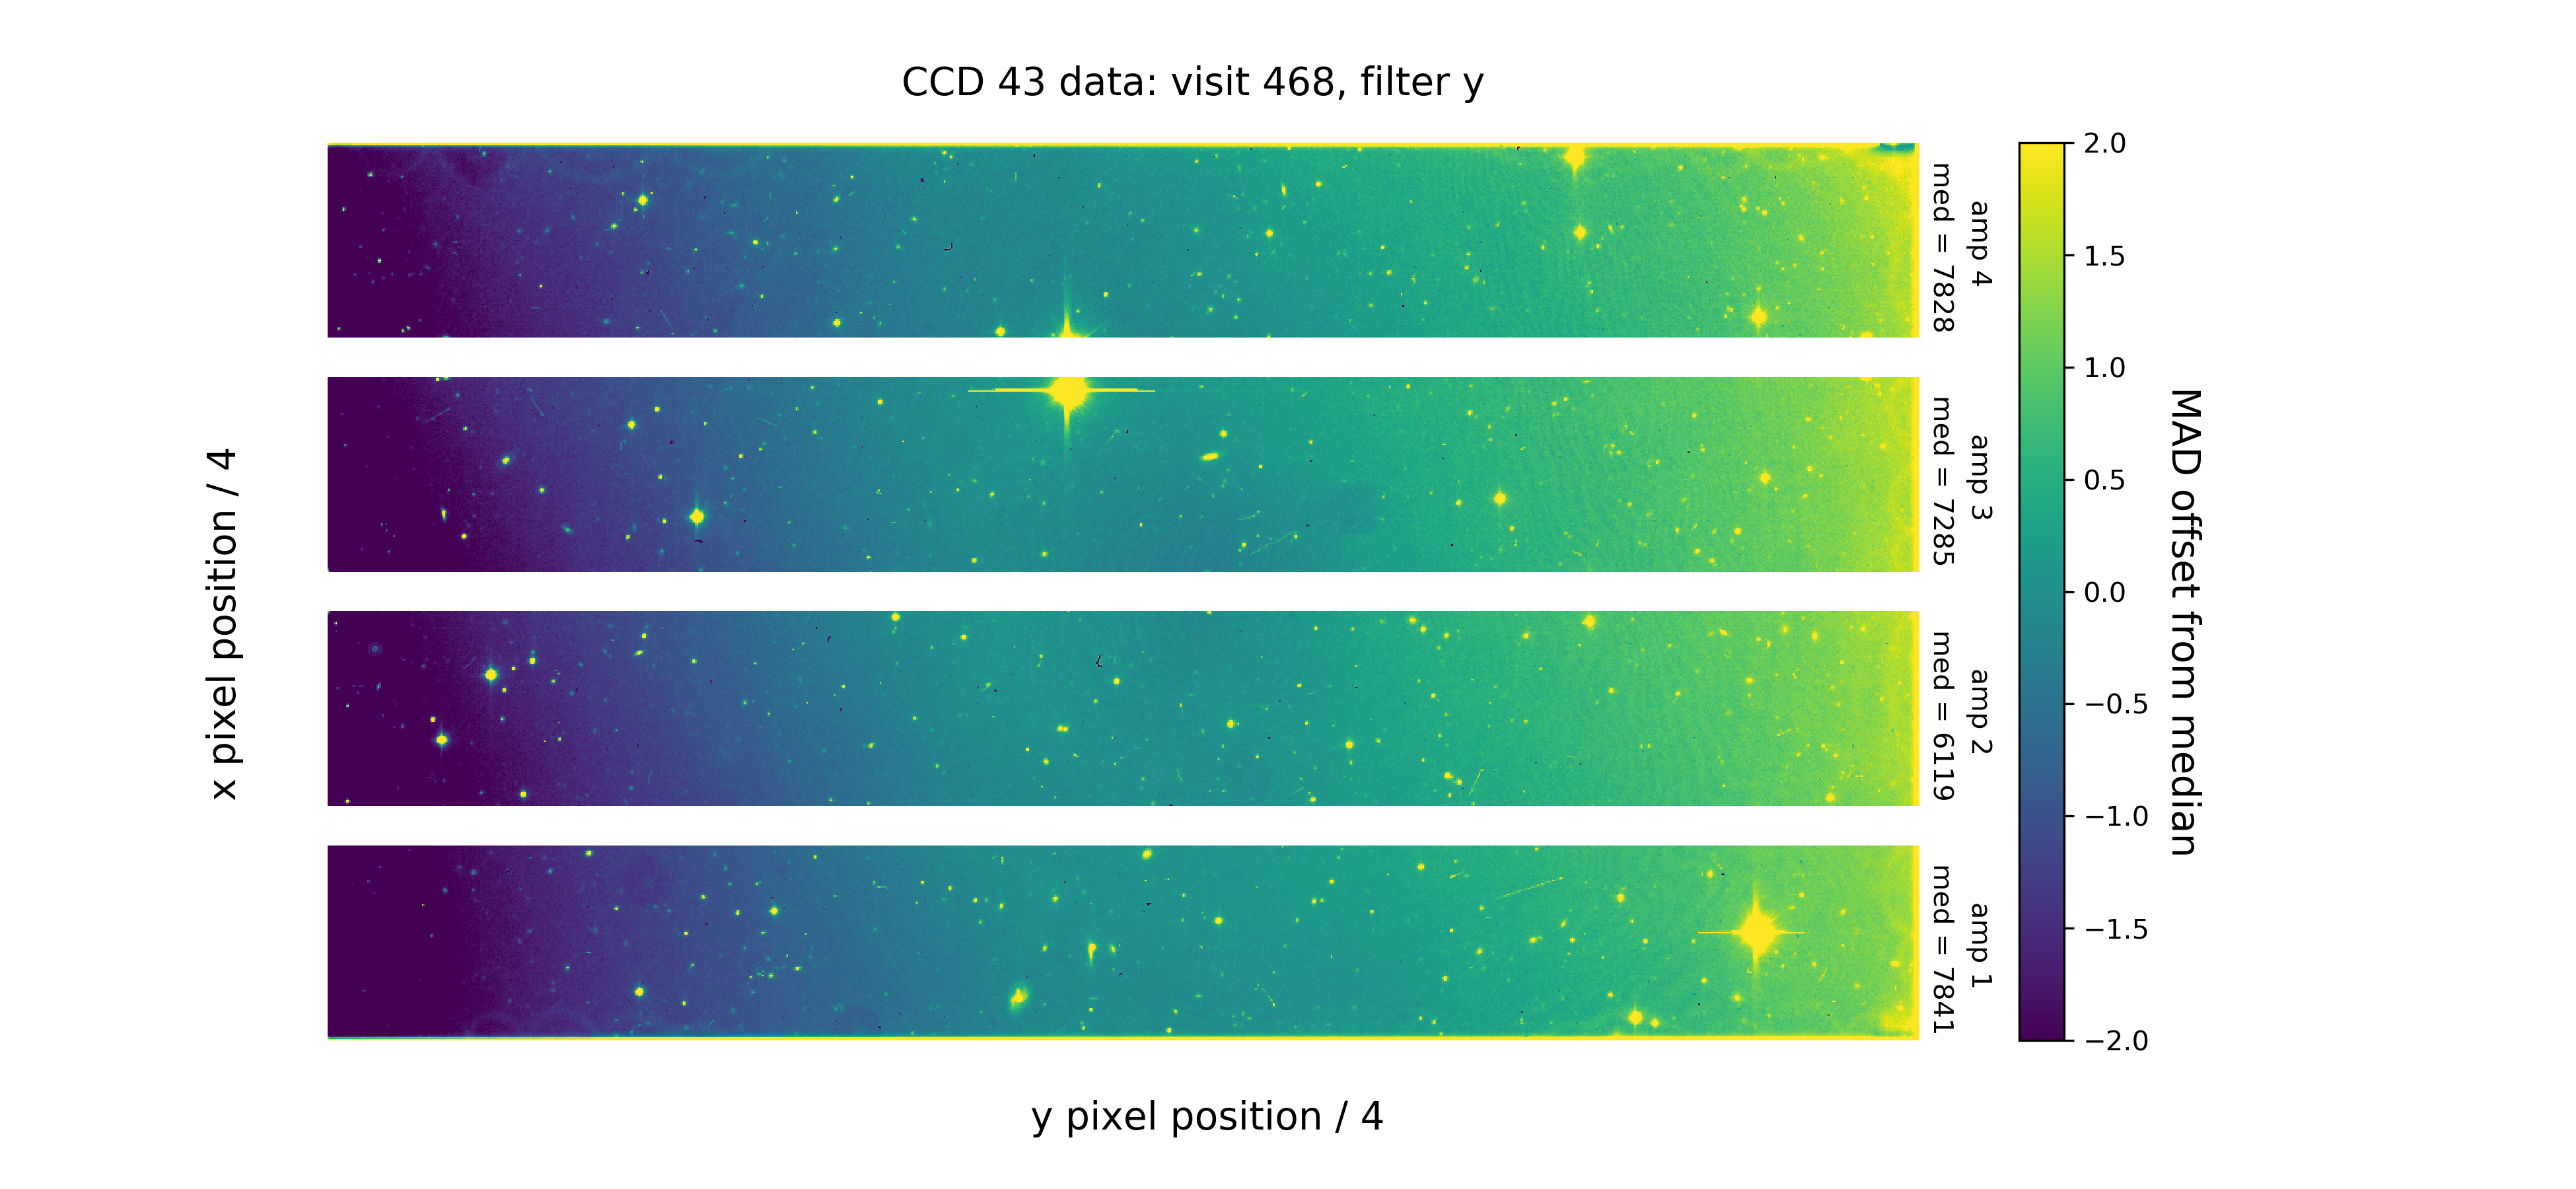 CCD 43 data: visit 468, filter y
amp 4
med = 7828
amp 3
med = 7285
amp 2
med = 6119
amp 1
med = 7841
x pixel position / 4
y pixel position / 4
2.0
1.5
1.0
0.5
0.0
−0.5
−1.0
−1.5
−2.0
MAD offset from median